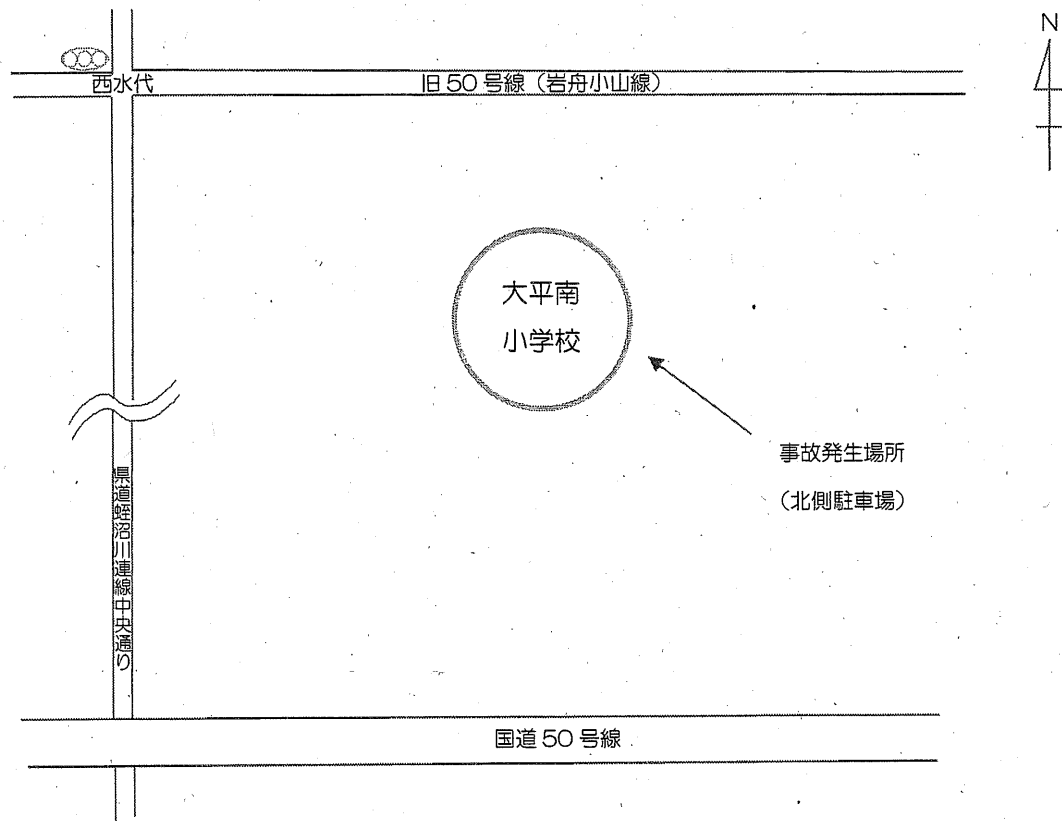 N
西水代
旧50号線（岩舟小山線）
大平南
小学校
事故発生場所
（北側駐車場）
県道蛭沼川連線中央通り
国道50号線